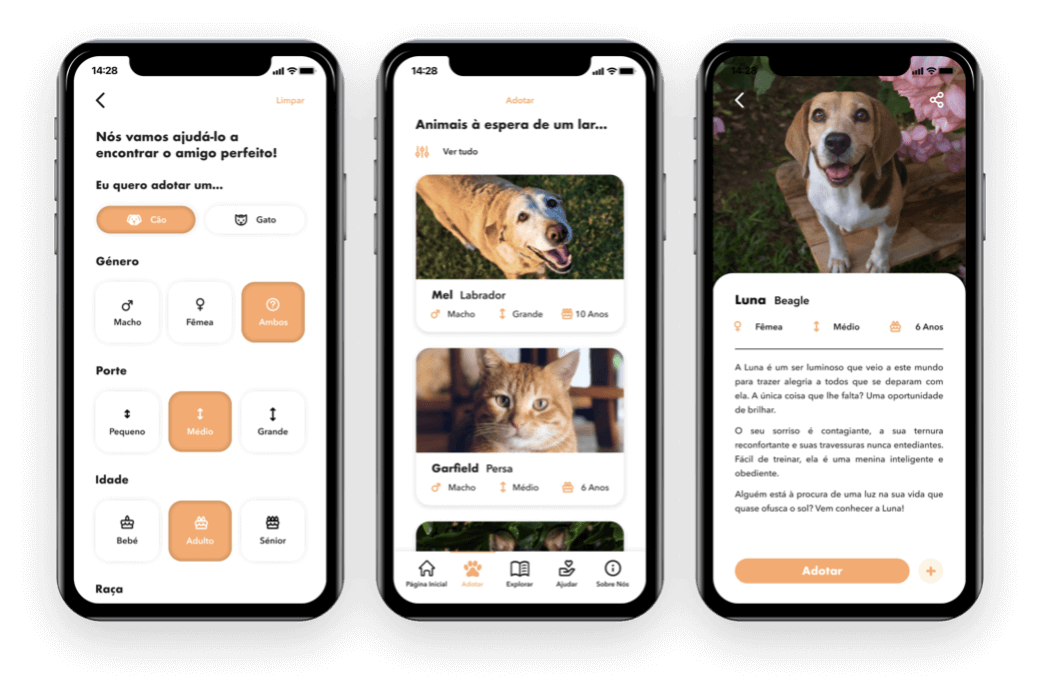 14:28
Limpar
Nós vamos ajudá-lo a
encontrar o amigo perfeito!
Eu quero adotar um...
Cão
Gato
Género
Macho
Fêmea
Ambos
Porte
Pequeno
Médio
Grande
Idade
Bebé
Adulto
Sénior
Raça
14:28
Adotar
Animais à espera de um lar...
Ver tudo
Mel Labrador
Macho
Grande
10 Anos
Garfield Persa
Macho
Médio
6 Anos
Página Inicial
Adotar
Explorar
Ajudar
Sobre Nós
14:28
Luna Beagle
Fêmea
Médio
6 Anos
A Luna é um ser luminoso que veio a este mundo
para trazer alegria a todos que se deparam com
ela. A única coisa que lhe falta? Uma oportunidade
de brilhar.
O seu sorriso é contagiante, a sua ternura
reconfortante e suas travessuras nunca entediantes.
Fácil de treinar, ela é uma menina inteligente e
obediente.
Alguém está à procura de uma luz na sua vida que
quase ofusca o sol? Vem conhecer a Luna!
Adotar
+